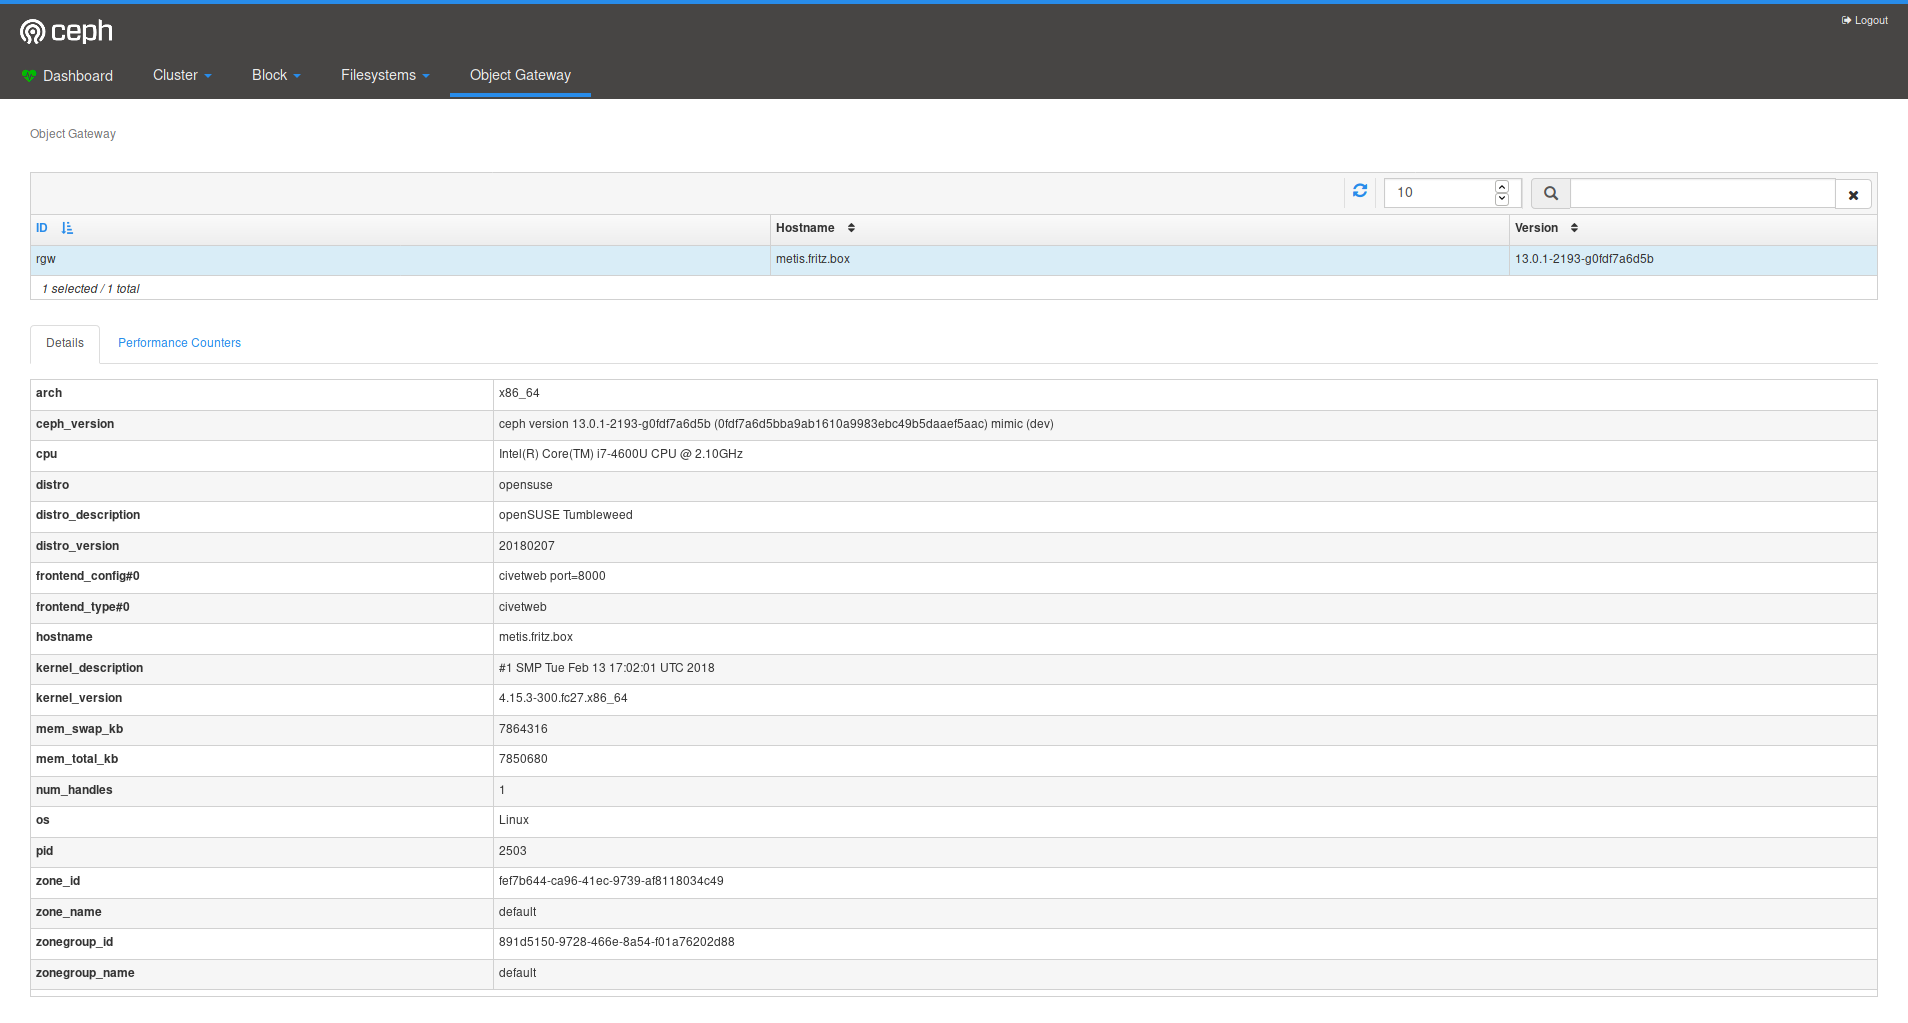 ceph
Logout
Dashboard Cluster Block Filesystems Object Gateway
Object Gateway
10
ID Hostname Version
rgw metis.fritz.box 13.0.1-2193-g0fdf7a6d5b
1 selected / 1 total
Details Performance Counters
arch x86_64
ceph_version ceph version 13.0.1-2193-g0fdf7a6d5b (0fdf7a6d5bba9ab1610a9983ebc49b5daaef5aac) mimic (dev)
cpu Intel(R) Core(TM) i7-4600U CPU @ 2.10GHz
distro opensuse
distro_description openSUSE Tumbleweed
distro_version 20180207
frontend_config#0 civetweb port=8000
frontend_type#0 civetweb
hostname metis.fritz.box
kernel_description #1 SMP Tue Feb 13 17:02:01 UTC 2018
kernel_version 4.15.3-300.fc27.x86_64
mem_swap_kb 7864316
mem_total_kb 7850680
num_handles 1
os Linux
pid 2503
zone_id fef7b644-ca96-41ec-9739-af8118034c49
zone_name default
zonegroup_id 891d5150-9728-466e-8a54-f01a76202d88
zonegroup_name default